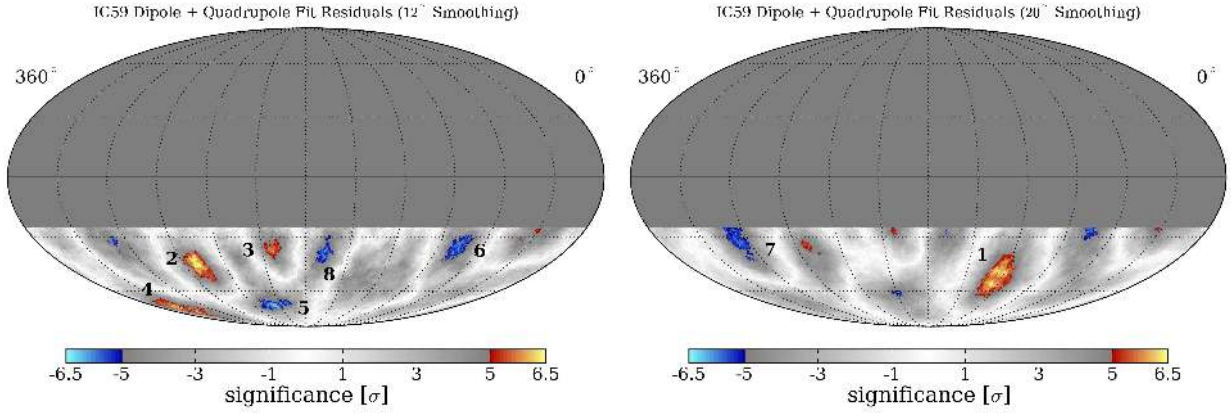 IC59 Dipole + Quadrupole Fit Residuals (12° Smoothing)
360°
0°
2
3
8
6
4
5
-6.5 -5 -3 -1 1 3 5 6.5
significance [σ]
IC59 Dipole + Quadrupole Fit Residuals (20° Smoothing)
360°
0°
7
1
-6.5 -5 -3 -1 1 3 5 6.5
significance [σ]